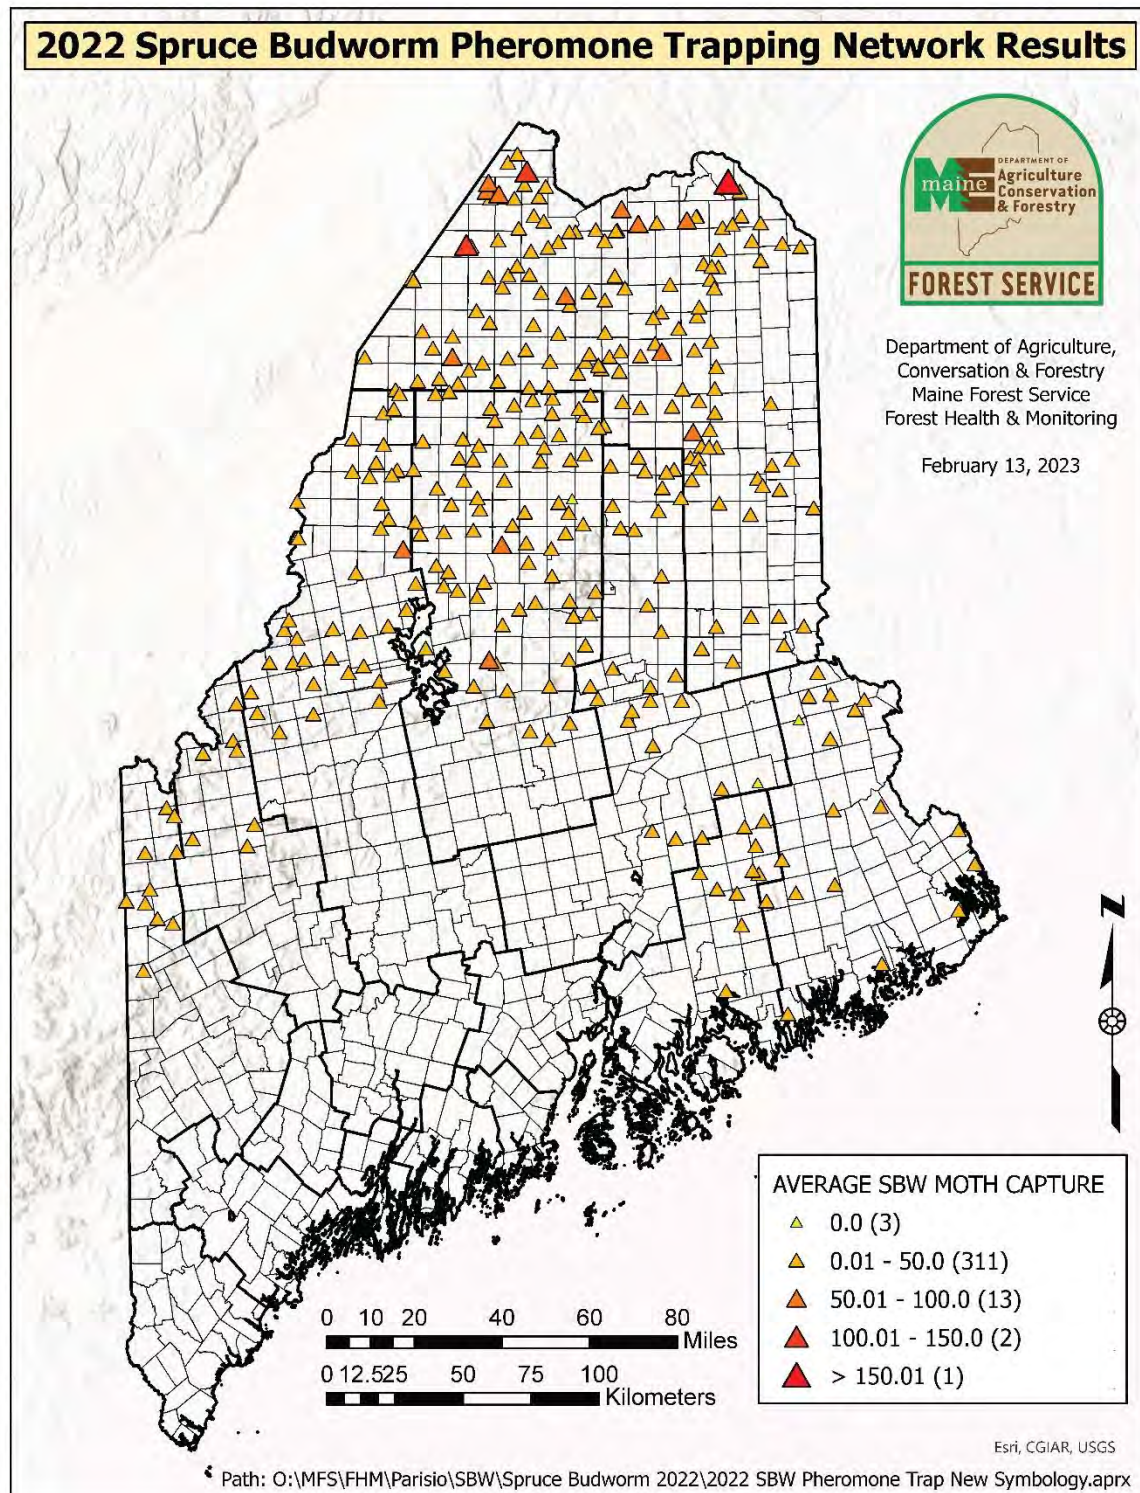 2022 Spruce Budworm Pheromone Trapping Network Results
maine
DEPARTMENT OF
Agriculture
Conservation
& Forestry
FOREST SERVICE
Department of Agriculture,
Conversation & Forestry
Maine Forest Service
Forest Health & Monitoring
February 13, 2023
N
AVERAGE SBW MOTH CAPTURE
0.0 (3)
0.01 - 50.0 (311)
50.01 - 100.0 (13)
100.01 - 150.0 (2)
> 150.01 (1)
0 10 20 40 60 80
Miles
0 12.525 50 75 100
Kilometers
Esri, CGIAR, USGS
Path: O:\MFS\FHM\Parisio\SBW\Spruce Budworm 2022\2022 SBW Pheromone Trap New Symbology.aprx